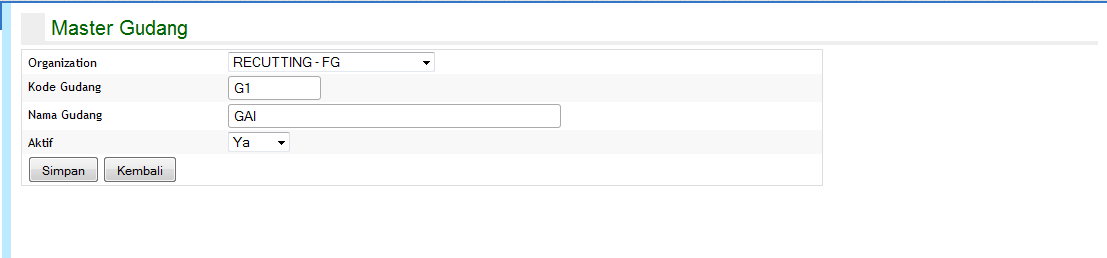 Master Gudang
Organization RECUTTING - FG
Kode Gudang G1
Nama Gudang GAI
Aktif Ya
Simpan Kembali